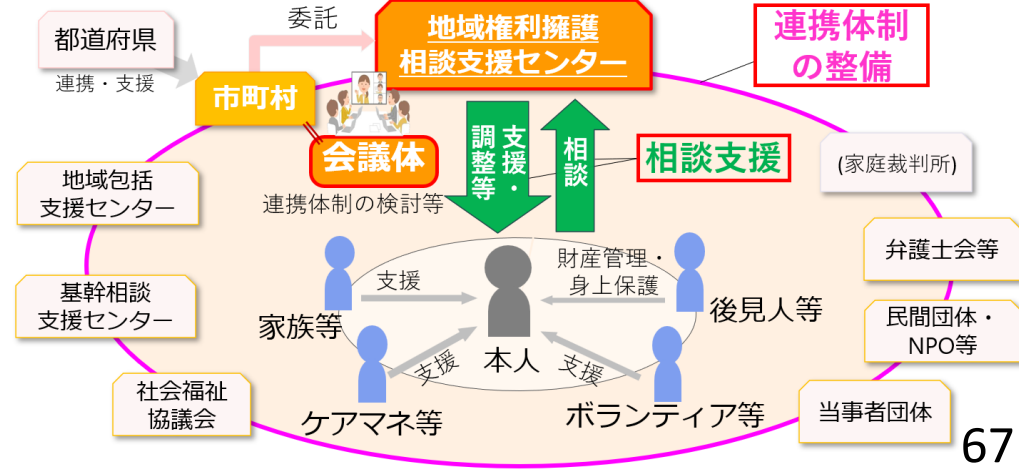 都道府県
連携・支援
委託
地域権利擁護
相談支援センター
連携体制
の整備
市町村
会議体
連携体制の検討等
支援・
調整等
相談
相談支援
(家庭裁判所)
地域包括
支援センター
弁護士会等
基幹相談
支援センター
民間団体・
NPO等
社会福祉
協議会
当事者団体
家族等
支援
本人
財産管理・
身上保護
後見人等
ケアマネ等
支援
支援
ボランティア等
67